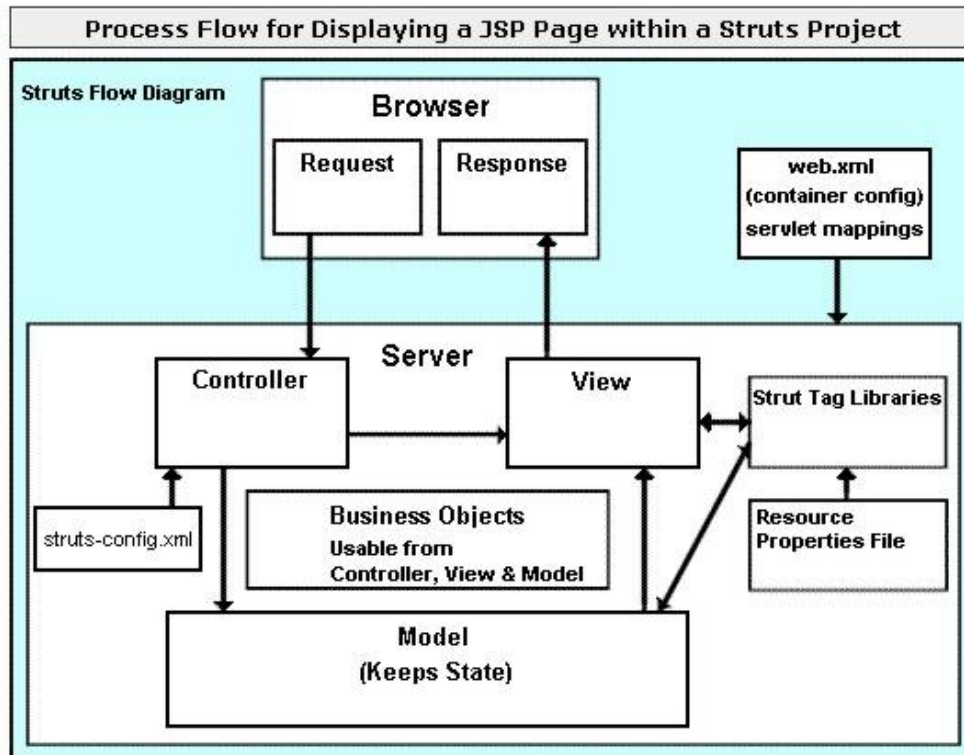 Process Flow for Displaying a JSP Page within a Struts Project
Struts Flow Diagram
Browser
Request
Response
web.xml
(container config)
servlet mappings
Server
Controller
View
Strut Tag Libraries
struts-config.xml
Business Objects
Usable from
Controller, View & Model
Resource
Properties File
Model
(Keeps State)